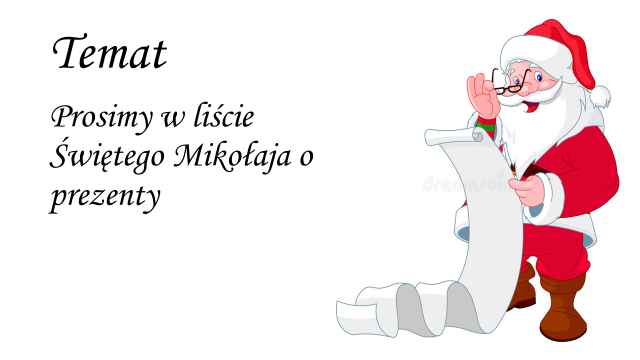 Temat
Prosimy w liście
Świętego Mikołaja o
prezenty